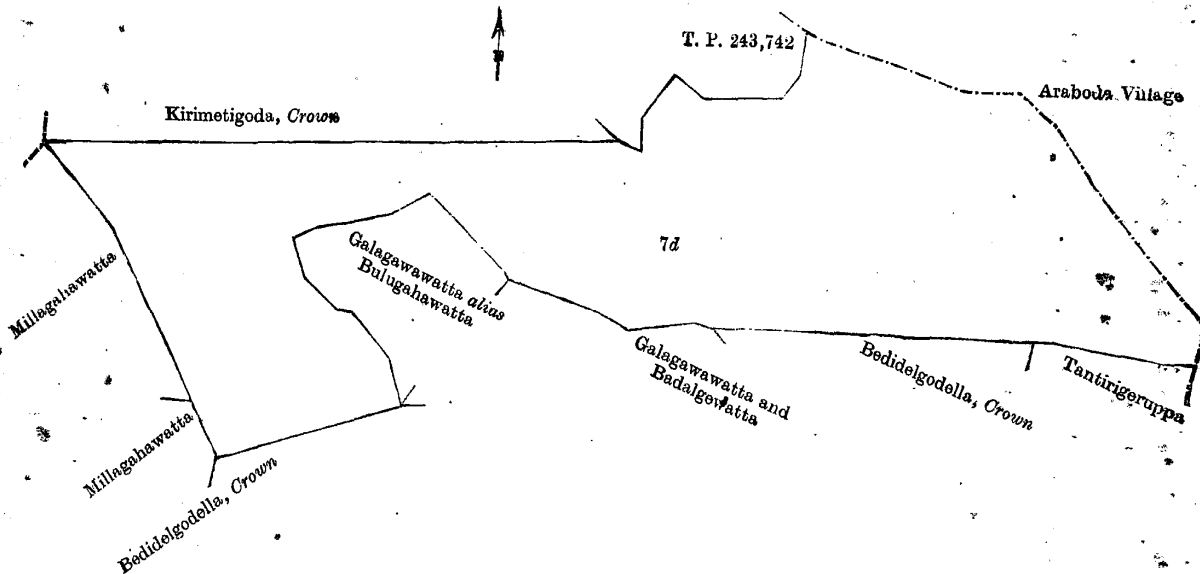 T. P. 243,742
Araboda Village
Kirimetigoda, Crown
7d
Galagawawatta alias
Bulugahawatta
Millagahawatta
Galagawawatta and
Badalgewatta
Bedidelgodella, Crown
Tantirigeruppa
Millagahawatta
Bedidelgodella, Crown